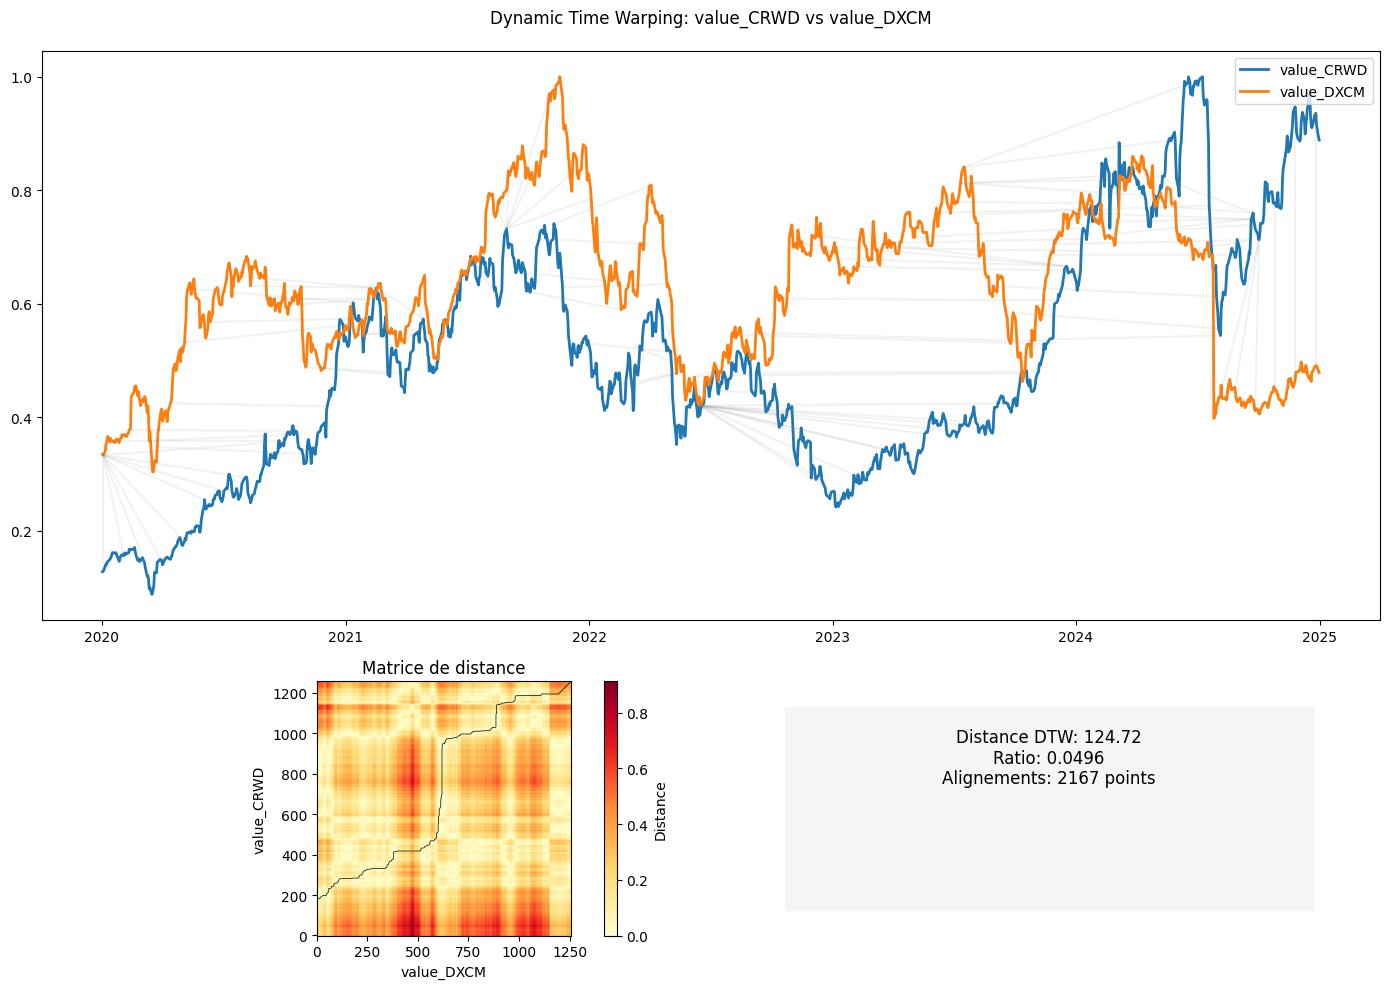 Dynamic Time Warping: value_CRWD vs value_DXCM
value_CRWD
value_DXCM
1.0
0.8
0.6
0.4
0.2
2020 2021 2022 2023 2024 2025
Matrice de distance
value_CRWD
1200
1000
800
600
400
200
0
0 250 500 750 1000 1250
value_DXCM
0.8
0.6
0.4
0.2
0.0
Distance
Distance DTW: 124.72
Ratio: 0.0496
Alignements: 2167 points